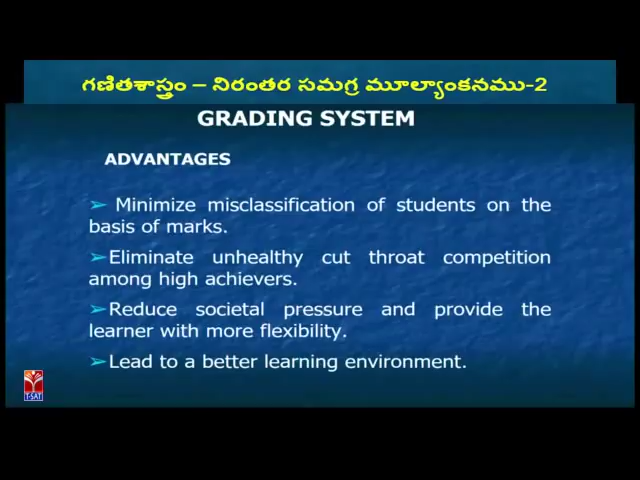 గణితశాస్త్రం – నిరంతర సమగ్ర మూల్యాంకనము-2
GRADING SYSTEM
ADVANTAGES
➢ Minimize misclassification of students on the
basis of marks.
➢Eliminate unhealthy cut throat competition
among high achievers.
➢Reduce societal pressure and provide the
learner with more flexibility.
➢Lead to a better learning environment.
T-SAT